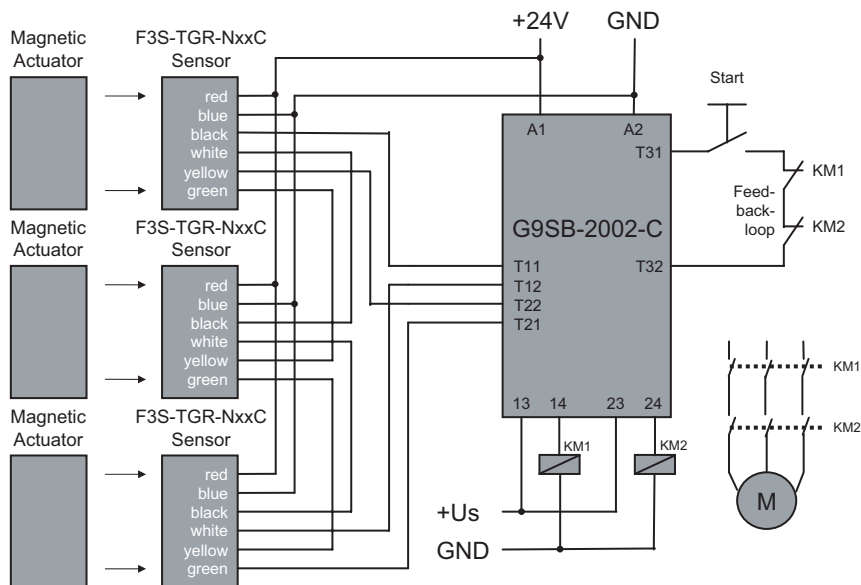 +24V GND
Magnetic
Actuator
F3S-TGR-NxxC
Sensor
red
blue
black
white
yellow
green
Magnetic
Actuator
F3S-TGR-NxxC
Sensor
red
blue
black
white
yellow
green
Magnetic
Actuator
F3S-TGR-NxxC
Sensor
red
blue
black
white
yellow
green
A1 A2
T31
G9SB-2002-C
T11
T12
T22
T21
T32
13 14 23 24
Start
KM1
Feed-
back-
loop
KM2
KM1 KM2
+Us
GND
KM1
KM2
M